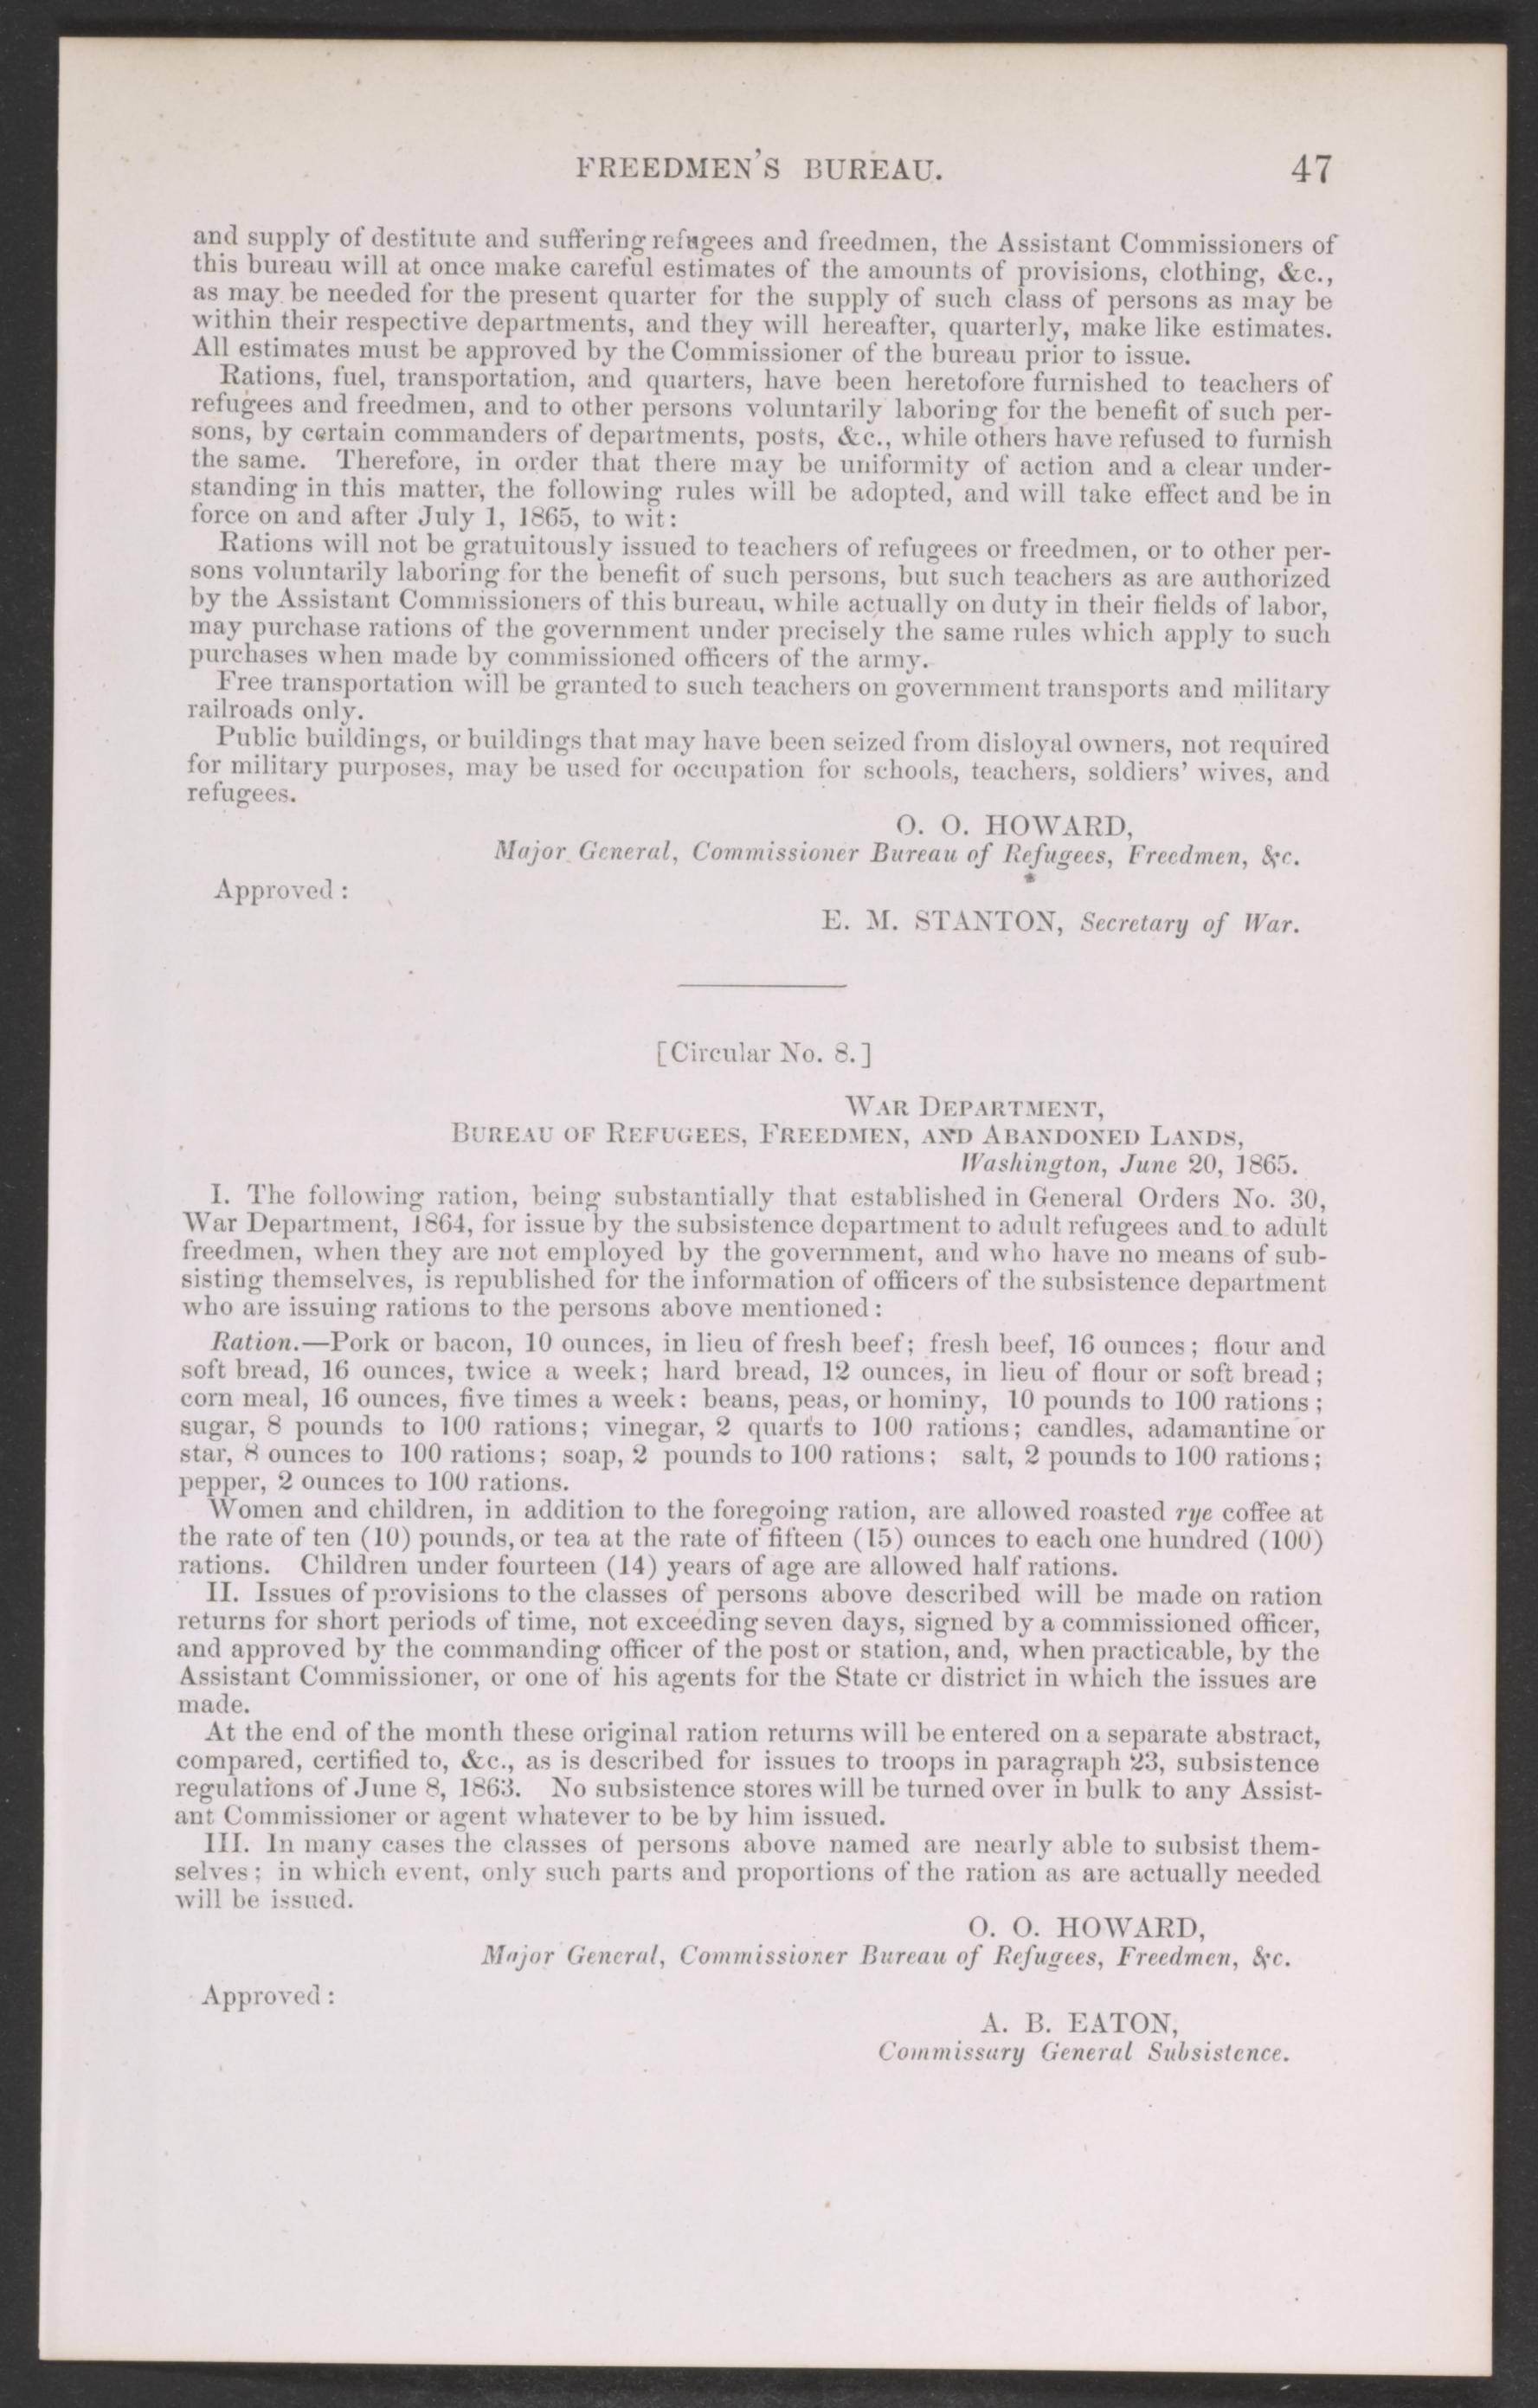 FREEDMEN'S BUREAU. 47
and supply of destitute and suffering refugees and freedmen, the Assistant Commissioners of
this bureau will at once make careful estimates of the amounts of provisions, clothing, &c.,
as may be needed for the present quarter for the supply of such class of persons as may be
within their respective departments, and they will hereafter, quarterly, make like estimates.
All estimates must be approved by the Commissioner of the bureau prior to issue.
Rations, fuel, transportation, and quarters, have been heretofore furnished to teachers of
refugees and freedmen, and to other persons voluntarily laboring for the benefit of such per-
sons, by certain commanders of departments, posts, &c., while others have refused to furnish
the same. Therefore, in order that there may be uniformity of action and a clear under-
standing in this matter, the following rules will be adopted, and will take effect and be in
force on and after July 1, 1865, to wit:
Rations will not be gratuitously issued to teachers of refugees or freedmen, or to other per-
sons voluntarily laboring for the benefit of such persons, but such teachers as are authorized
by the Assistant Commissioners of this bureau, while actually on duty in their fields of labor,
may purchase rations of the government under precisely the same rules which apply to such
purchases when made by commissioned officers of the army.
Free transportation will be granted to such teachers on government transports and military
railroads only.
Public buildings, or buildings that may have been seized from disloyal owners, not required
for military purposes, may be used for occupation for schools, teachers, soldiers' wives, and
refugees.
O. O. HOWARD,
Major General, Commissioner Bureau of Refugees, Freedmen, &c.
Approved:
E. M. STANTON, Secretary of War.
[Circular No. 8.]
WAR DEPARTMENT,
BUREAU OF REFUGEES, FREEDMEN, AND ABANDONED LANDS,
Washington, June 20, 1865.
I. The following ration, being substantially that established in General Orders No. 30,
War Department, 1864, for issue by the subsistence department to adult refugees and to adult
freedmen, when they are not employed by the government, and who have no means of sub-
sisting themselves, is republished for the information of officers of the subsistence department
who are issuing rations to the persons above mentioned:
Ration.—Pork or bacon, 10 ounces, in lieu of fresh beef; fresh beef, 16 ounces; flour and
soft bread, 16 ounces, twice a week; hard bread, 12 ounces, in lieu of flour or soft bread;
corn meal, 16 ounces, five times a week: beans, peas, or hominy, 10 pounds to 100 rations;
sugar, 8 pounds to 100 rations; vinegar, 2 quarts to 100 rations; candles, adamantine or
star, 8 ounces to 100 rations; soap, 2 pounds to 100 rations; salt, 2 pounds to 100 rations;
pepper, 2 ounces to 100 rations.
Women and children, in addition to the foregoing ration, are allowed roasted rye coffee at
the rate of ten (10) pounds, or tea at the rate of fifteen (15) ounces to each one hundred (100)
rations. Children under fourteen (14) years of age are allowed half rations.
II. Issues of provisions to the classes of persons above described will be made on ration
returns for short periods of time, not exceeding seven days, signed by a commissioned officer,
and approved by the commanding officer of the post or station, and, when practicable, by the
Assistant Commissioner, or one of his agents for the State or district in which the issues are
made.
At the end of the month these original ration returns will be entered on a separate abstract,
compared, certified to, &c., as is described for issues to troops in paragraph 23, subsistence
regulations of June 8, 1863. No subsistence stores will be turned over in bulk to any Assist-
ant Commissioner or agent whatever to be by him issued.
III. In many cases the classes of persons above named are nearly able to subsist them-
selves; in which event, only such parts and proportions of the ration as are actually needed
will be issued.
O. O. HOWARD,
Major General, Commissioner Bureau of Refugees, Freedmen, &c.
Approved:
A. B. EATON,
Commissary General Subsistence.